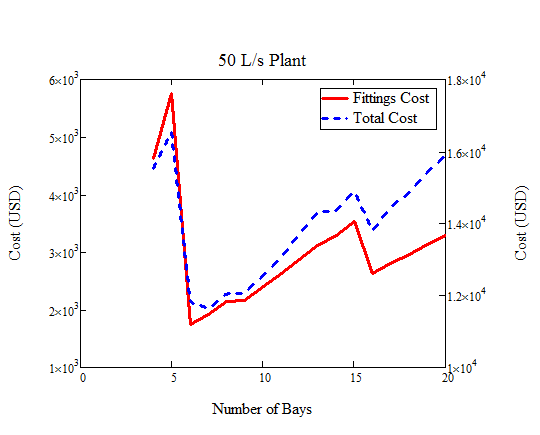 50 L/s Plant
6×10³
5×10³
4×10³
3×10³
2×10³
1×10³
Cost (USD)
1.8×10⁴
1.6×10⁴
1.4×10⁴
1.2×10⁴
1×10⁴
Cost (USD)
Fittings Cost
Total Cost
0 5 10 15 20
Number of Bays